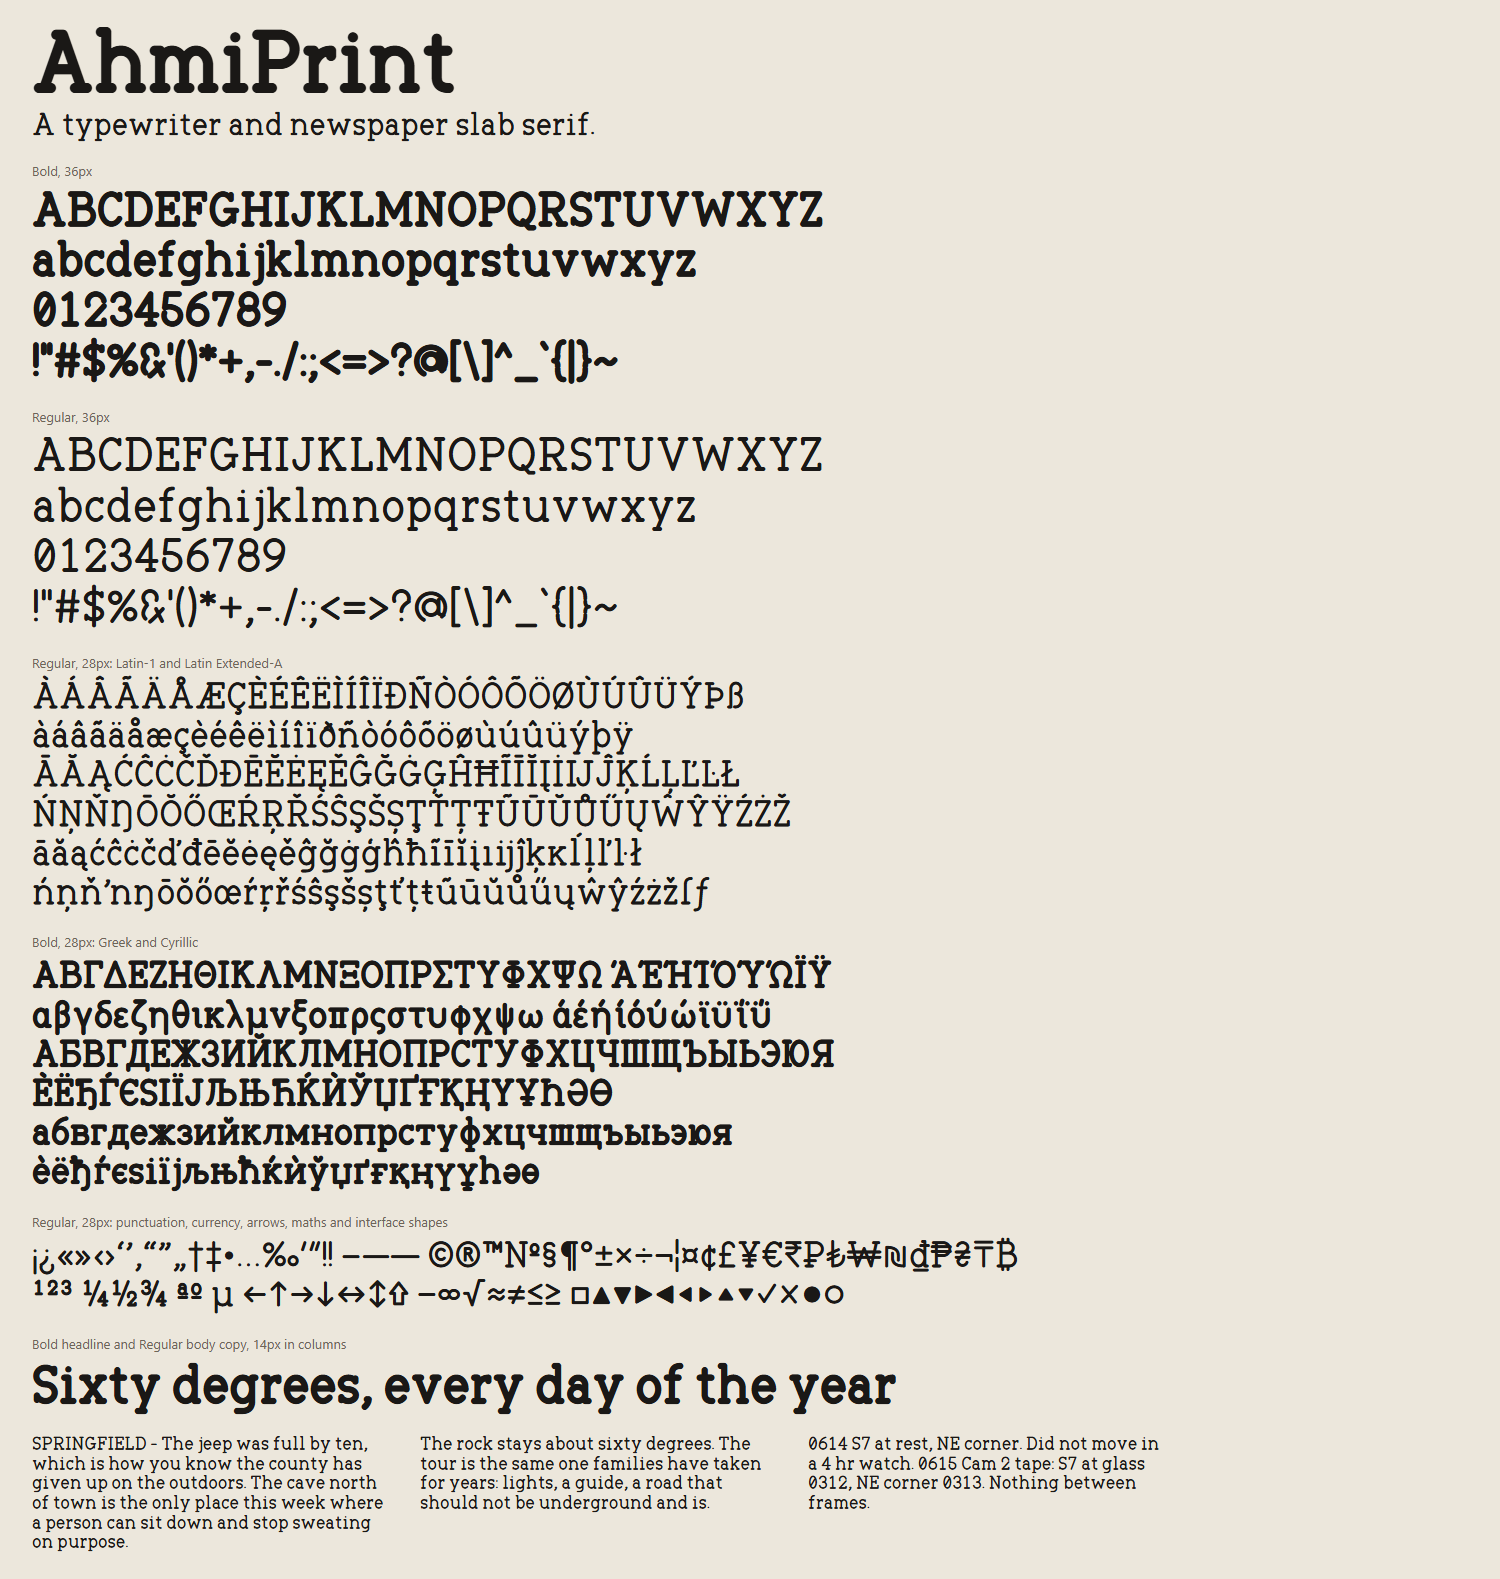 AhmiPrint
A typewriter and newspaper slab serif.
Bold, 36px
ABCDEFGHIJKLMNOPQRSTUVWXYZ
abcdefghijklmnopqrstuvwxyz
0123456789
!"#$%&'()*+,-./:;<=>?@[\]^_`{|}~
Regular, 36px
ABCDEFGHIJKLMNOPQRSTUVWXYZ
abcdefghijklmnopqrstuvwxyz
0123456789
!"#$%&'()*+,-./:;<=>?@[\]^_`{|}~
Regular, 28px: Latin-1 and Latin Extended-A
ÀÁÂÃÄÅÆÇÈÉÊËÌÍÎÏÐÑÒÓÔÕÖØÙÚÛÜÝÞß
àáâãäåæçèéêëìíîïðñòóôõöøùúûüýþÿ
ĀĂĄĆĈĊČĎĐĒĔĖĘĚĜĞĠĢĤĦĨĪĬĮİĲĴĶĹĻĽĿŁ
ŃŅŇŊŌŎŐŒŔŖŘŚŜŞŠȘŢŤȚŦŨŪŬŮŰŲŴŶŸŹŻŽ
āăąćĉċčďđēĕėęěĝğġģĥħĩīĭįıĳĵķĸĺļľŀł
ńņňŉŋōŏőœŕŗřśŝşšșţťțŧũūŭůűųŵŷźżžſƒ
Bold, 28px: Greek and Cyrillic
ΑΒΓΔΕΖΗΘΙΚΛΜΝΞΟΠΡΣΤΥΦΧΨΩ ΆΈΉΊΌΎΏΪΫ
αβγδεζηθικλμνξοπρςστυφχψω άέήίόύώϊϋΐΰ
АБВГДЕЖЗИЙКЛМНОПРСТУФХЦЧШЩЪЫЬЭЮЯ
ЀЁЂЃЄЅІЇЈЉЊЋЌЍЎЏҐҒҚҢҮҰҺӘӨ
абвгдежзийклмнопрстуфхцчшщъыьэюя
ѐёђѓєѕіїјљњћќѝўџґғқңүұһәө
Regular, 28px: punctuation, currency, arrows, maths and interface shapes
¡¿«»‹›‘’‚“”„†‡•…‰′″‼ –—― ©®™№§¶°±×÷¬¦¤¢£¥€₹₽₺₩₪₫₱₴₸₿
¹²³ ¼½¾ ªº µ ←↑→↓↔↕⇧ −∞√≈≠≤≥ □▲▼▶◀◂▸▴▾✓✕●○
Bold headline and Regular body copy, 14px in columns
Sixty degrees, every day of the year
SPRINGFIELD - The jeep was full by ten,
which is how you know the county has
given up on the outdoors. The cave north
of town is the only place this week where
a person can sit down and stop sweating
on purpose.
The rock stays about sixty degrees. The
tour is the same one families have taken
for years: lights, a guide, a road that
should not be underground and is.
0614 S7 at rest, NE corner. Did not move in
a 4 hr watch. 0615 Cam 2 tape: S7 at glass
0312, NE corner 0313. Nothing between
frames.